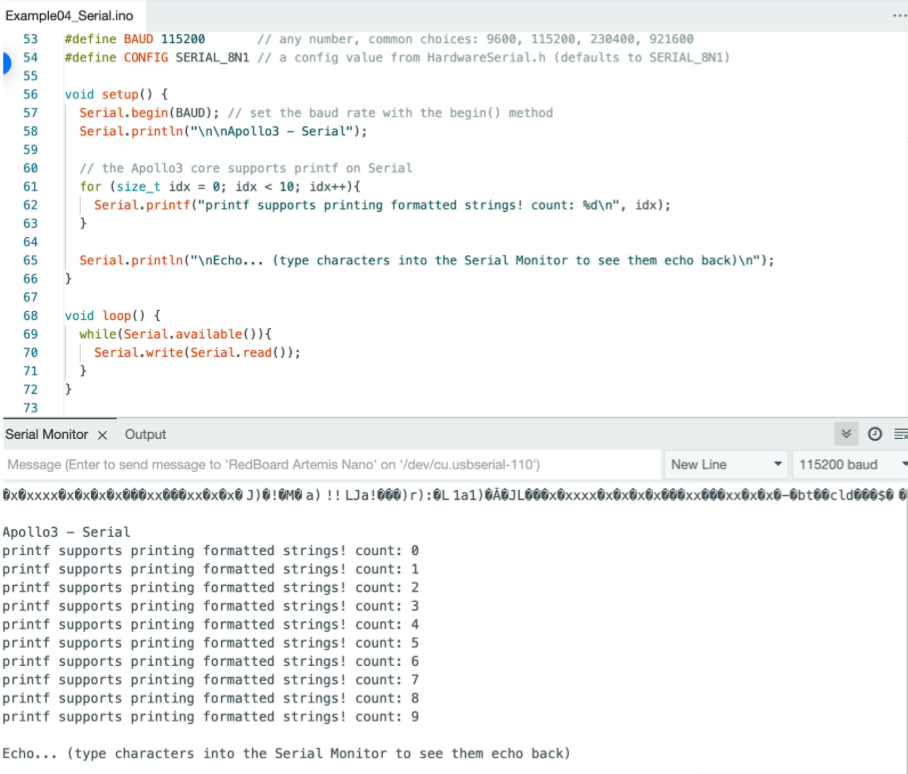 Example04_Serial.ino
53 #define BAUD 115200 // any number, common choices: 9600, 115200, 230400, 921600
54 #define CONFIG SERIAL_8N1 // a config value from HardwareSerial.h (defaults to SERIAL_8N1)
55
56 void setup() {
57 Serial.begin(BAUD); // set the baud rate with the begin() method
58 Serial.println("\n\nApollo3 - Serial");
59
60 // the Apollo3 core supports printf on Serial
61 for (size_t idx = 0; idx < 10; idx++){
62 Serial.printf("printf supports printing formatted strings! count: %d\n", idx);
63 }
64
65 Serial.println("\nEcho... (type characters into the Serial Monitor to see them echo back)\n");
66 }
67
68 void loop() {
69 while(Serial.available()){
70 Serial.write(Serial.read());
71 }
72 }
73
Serial Monitor × Output
Message (Enter to send message to 'RedBoard Artemis Nano' on '/dev/cu.usbserial-110') New Line 115200 baud
Apollo3 - Serial
printf supports printing formatted strings! count: 0
printf supports printing formatted strings! count: 1
printf supports printing formatted strings! count: 2
printf supports printing formatted strings! count: 3
printf supports printing formatted strings! count: 4
printf supports printing formatted strings! count: 5
printf supports printing formatted strings! count: 6
printf supports printing formatted strings! count: 7
printf supports printing formatted strings! count: 8
printf supports printing formatted strings! count: 9
Echo... (type characters into the Serial Monitor to see them echo back)